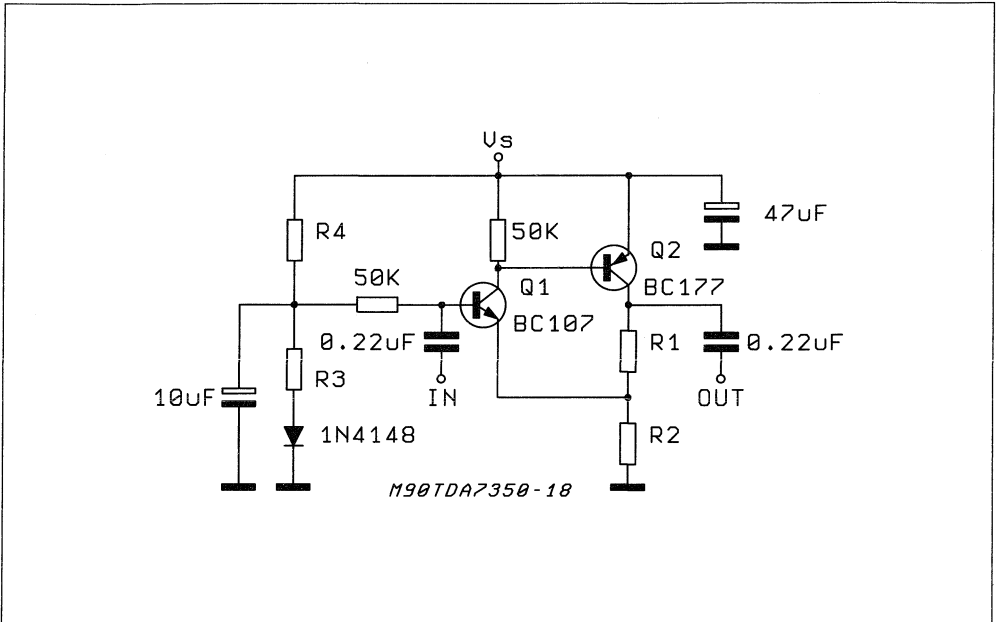 Vs
R4
50K
47uF
Q2
50K
Q1
BC177
BC107
0.22uF
R1
0.22uF
R3
10uF
IN
OUT
1N4148
R2
M90TDA7350-18